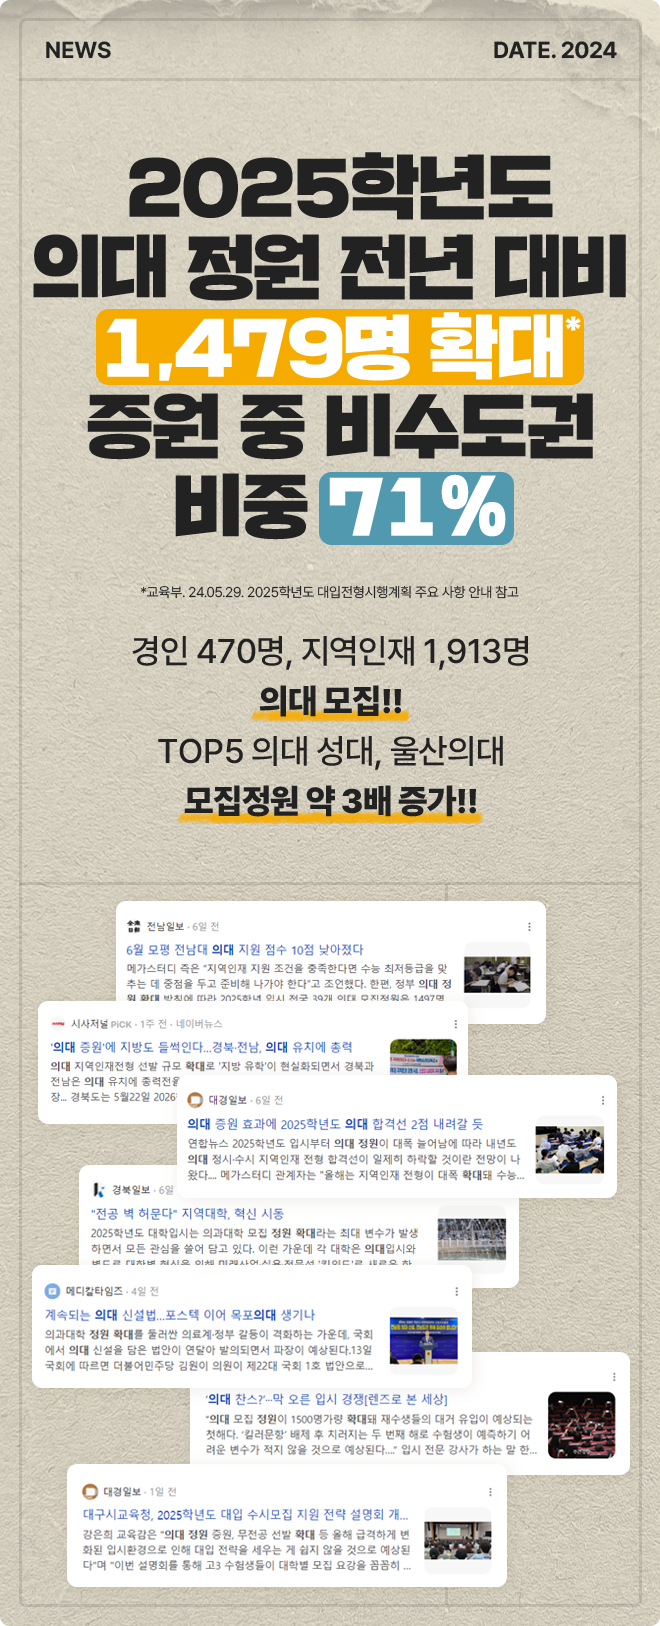 NEWS
DATE. 2024
2025학년도
의대 정원 전년 대비
1,479명 확대*
증원 중 비수도권
비중 71%
*교육부. 24.05.29. 2025학년도 대입전형시행계획 주요 사항 안내 참고
경인 470명, 지역인재 1,913명
의대 모집!!
TOP5 의대 성대, 울산의대
모집정원 약 3배 증가!!
전남일보 · 6일 전
6월 모평 전남대 의대 지원 점수 10점 낮아졌다
메가스터디 측은 "지역인재 지원 조건을 충족한다면 수능 최저등급을 맞
추는 데 중점을 두고 준비해 나가야 한다"고 조언했다. 한편, 정부 의대 정
원 확대 방침에 따라 2025학년 입시 전국 39개 의대 모집정원은 1497명
시사저널 PiCK · 1주 전 · 네이버뉴스
'의대 증원'에 지방도 들썩인다...경북·전남, 의대 유치에 총력
의대 지역인재전형 선발 규모 확대로 '지방 유학'이 현실화되면서 경북과
전남은 의대 유치에 총력전을
장... 경북도는 5월22일 2026
대경일보 · 6일 전
의대 증원 효과에 2025학년도 의대 합격선 2점 내려갈 듯
연합뉴스 2025학년도 입시부터 의대 정원이 대폭 늘어남에 따라 내년도
의대 정시·수시 지역인재 전형 합격선이 일제히 하락할 것이란 전망이 나
왔다.... 메가스터디 관계자는 "올해는 지역인재 전형이 대폭 확대돼 수능...
경북일보 · 6일
"전공 벽 허문다" 지역대학, 혁신 시동
2025학년도 대학입시는 의과대학 모집 정원 확대라는 최대 변수가 발생
하면서 모든 관심을 쓸어 담고 있다. 이런 가운데 각 대학은 의대입시와
별도로 대학별 혁신을 위해 미래산업·실용 전문성 '키워드'로 새로운 학
메디칼타임즈 · 4일 전
계속되는 의대 신설법...포스텍 이어 목포의대 생기나
의과대학 정원 확대를 둘러싼 의료계·정부 갈등이 격화하는 가운데, 국회
에서 의대 신설을 담은 법안이 연달아 발의되면서 파장이 예상된다.13일
국회에 따르면 더불어민주당 김원이 의원이 제22대 국회 1호 법안으로...
'의대 찬스?'…막 오른 입시 경쟁[렌즈로 본 세상]
"의대 모집 정원이 1500명가량 확대돼 재수생들의 대거 유입이 예상되는
첫해다. '킬러문항' 배제 후 치러지는 두 번째 해로 수험생이 예측하기 어
려운 변수가 적지 않을 것으로 예상된다...." 입시 전문 강사가 하는 말 한...
대경일보 · 1일 전
대구시교육청, 2025학년도 대입 수시모집 지원 전략 설명회 개...
강은희 교육감은 "의대 정원 증원, 무전공 선발 확대 등 올해 급격하게 변
화된 입시환경으로 인해 대입 전략을 세우는 게 쉽지 않을 것으로 예상된
다"며 "이번 설명회를 통해 고3 수험생들이 대학별 모집 요강을 꼼꼼히 ...